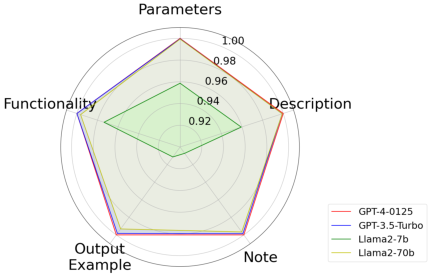 Parameters
1.00
0.98
0.96
0.94
0.92
Functionality
Description
Output
Example
Note
GPT-4-0125
GPT-3.5-Turbo
Llama2-7b
Llama2-70b